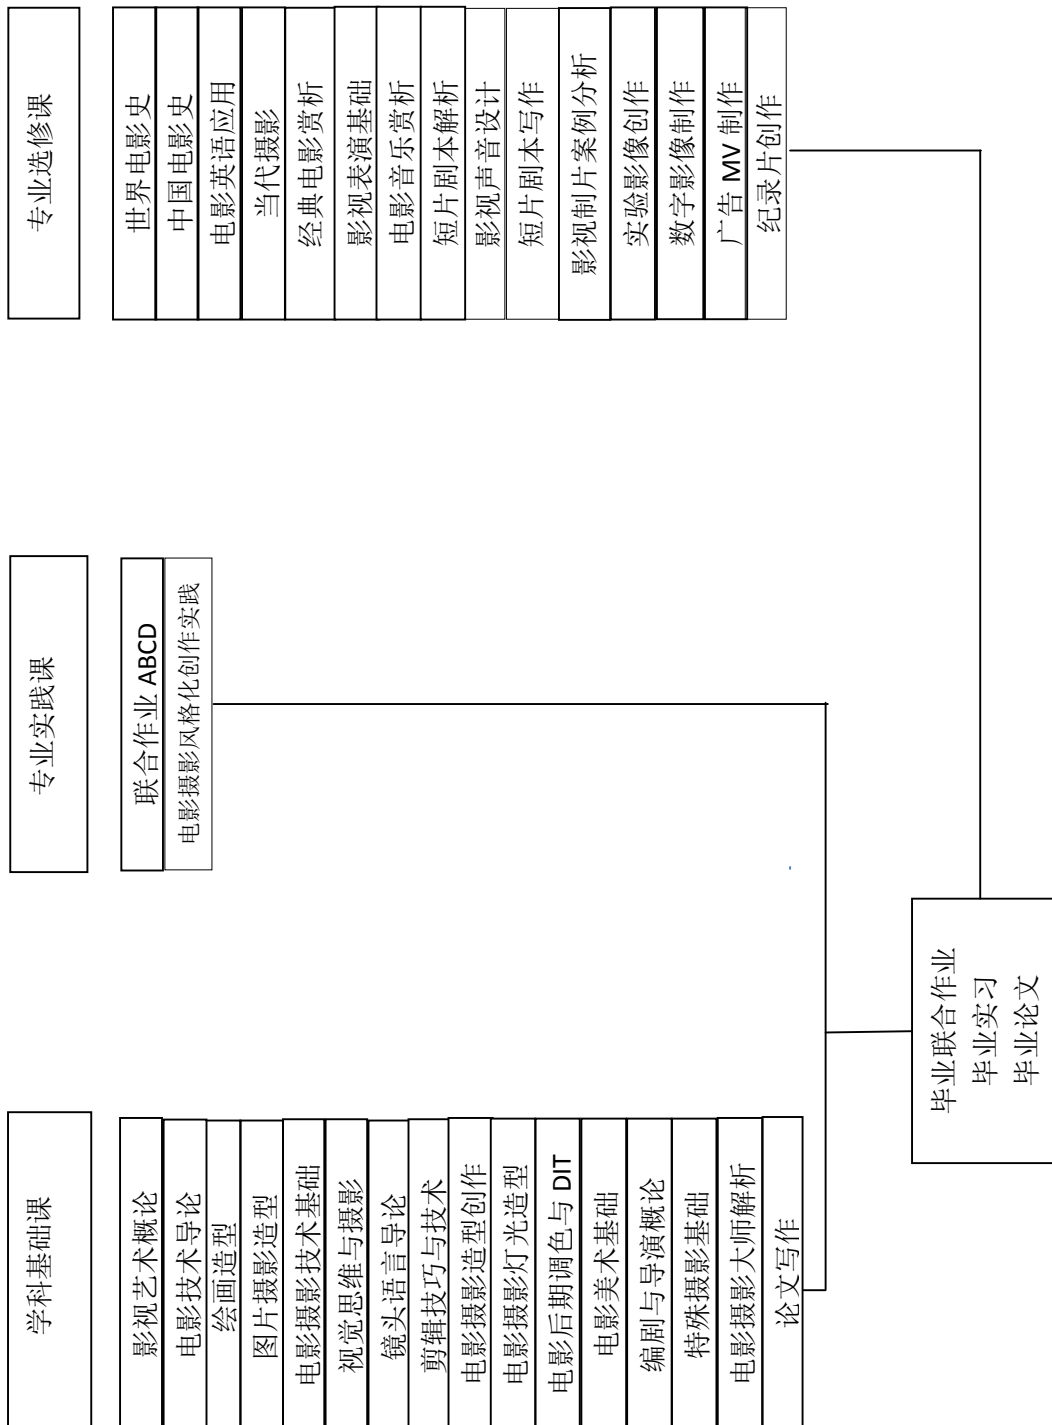 学科基础课
影视艺术概论
电影技术导论
绘画造型
图片摄影造型
电影摄影技术基础
视觉思维与摄影
镜头语言导论
剪辑技巧与技术
电影摄影造型创作
电影摄影灯光造型
电影后期调色与 DIT
电影美术基础
编剧与导演概论
特殊摄影基础
电影摄影大师解析
论文写作
专业实践课
联合作业 ABCD
电影摄影风格化创作实践
专业选修课
世界电影史
中国电影史
电影英语应用
当代摄影
经典电影赏析
影视表演基础
电影音乐赏析
短片剧本解析
影视声音设计
短片剧本写作
影视制片案例分析
实验影像创作
数字影像制作
广告 MV 制作
纪录片创作
毕业联合作业
毕业实习
毕业论文